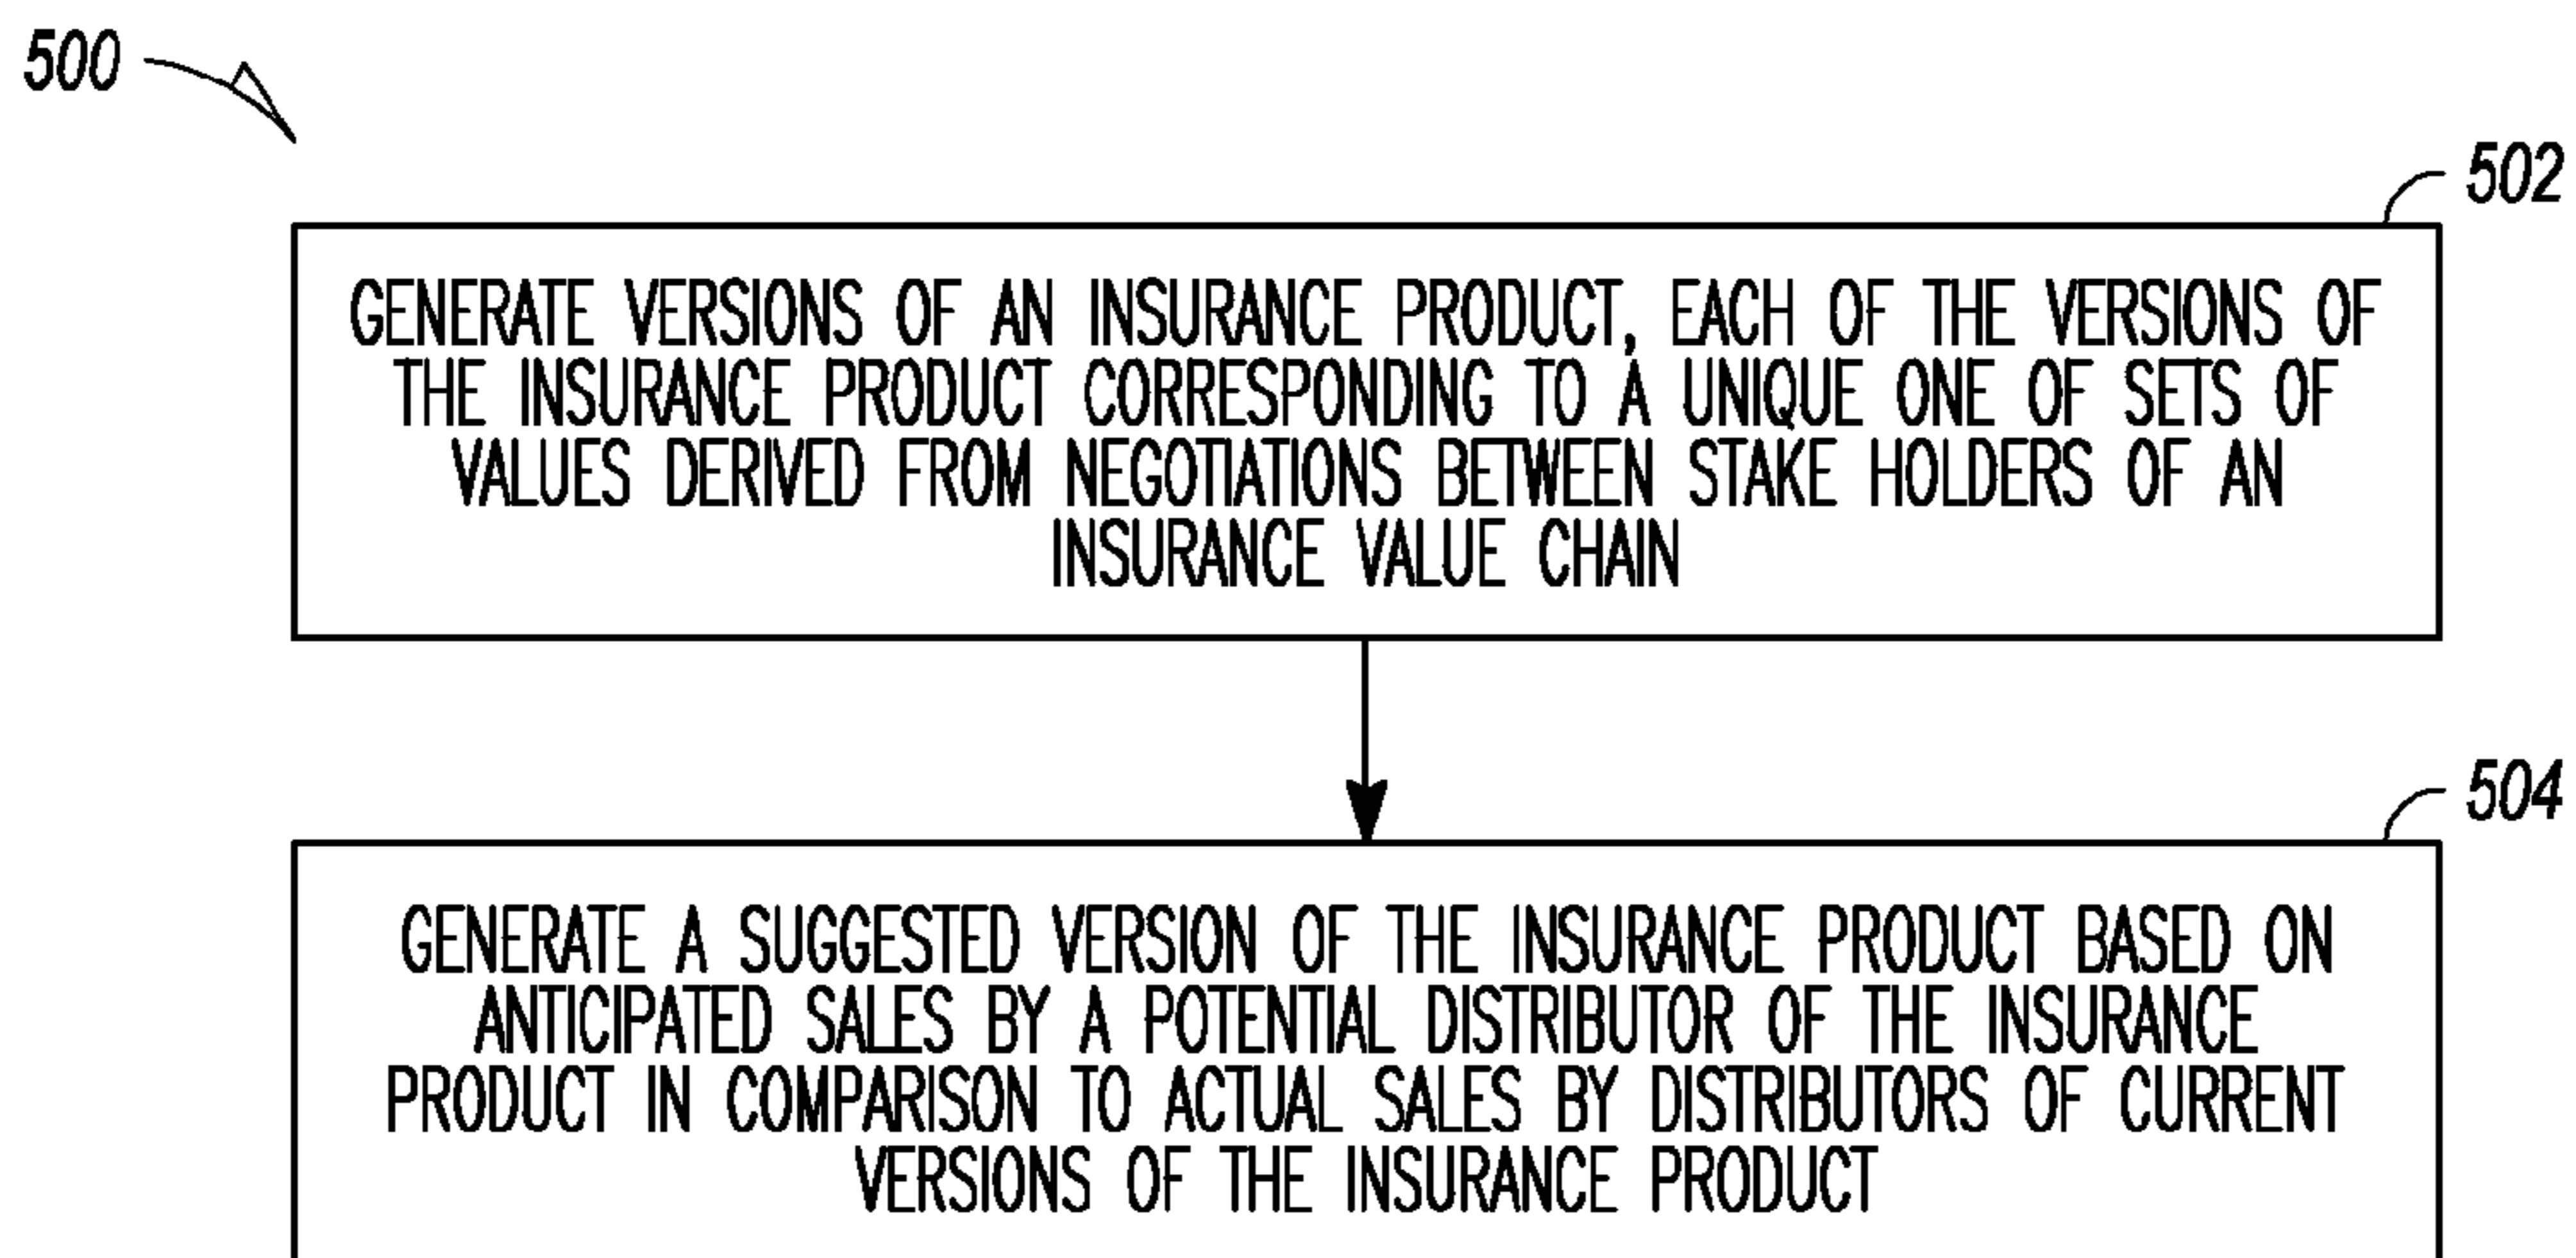 500
502
GENERATE VERSIONS OF AN INSURANCE PRODUCT, EACH OF THE VERSIONS OF
THE INSURANCE PRODUCT CORRESPONDING TO A UNIQUE ONE OF SETS OF
VALUES DERIVED FROM NEGOTIATIONS BETWEEN STAKE HOLDERS OF AN
INSURANCE VALUE CHAIN
504
GENERATE A SUGGESTED VERSION OF THE INSURANCE PRODUCT BASED ON
ANTICIPATED SALES BY A POTENTIAL DISTRIBUTOR OF THE INSURANCE
PRODUCT IN COMPARISON TO ACTUAL SALES BY DISTRIBUTORS OF CURRENT
VERSIONS OF THE INSURANCE PRODUCT